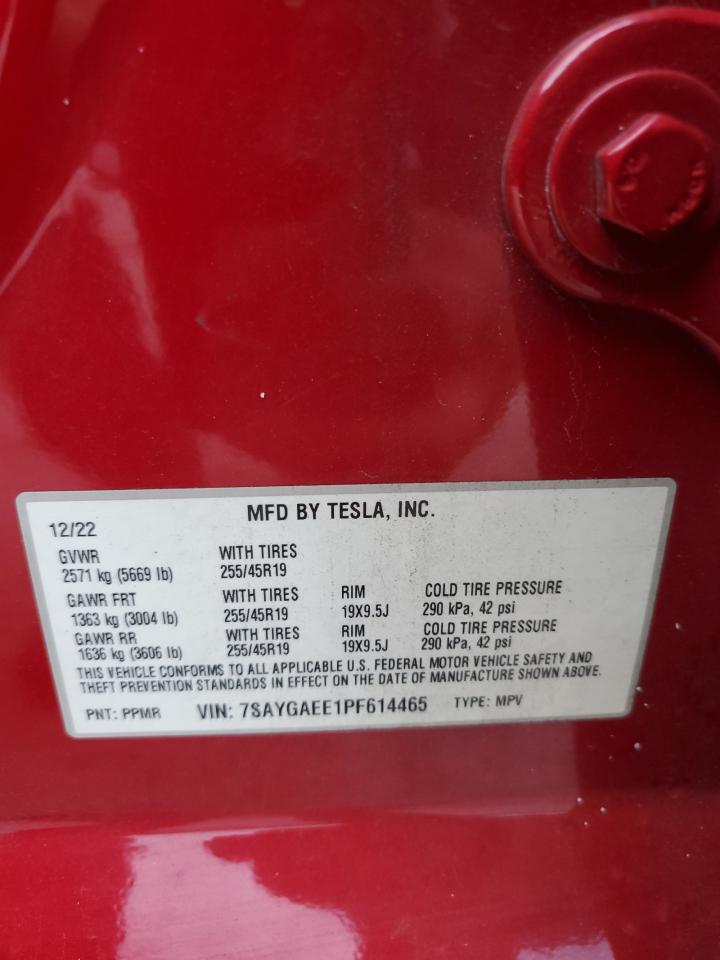 MFD BY TESLA, INC.
12/22
GVWR WITH TIRES
2571 kg (5669 lb) 255/45R19
GAWR FRT WITH TIRES RIM COLD TIRE PRESSURE
1363 kg (3004 lb) 255/45R19 19X9.5J 290 kPa, 42 psi
GAWR RR WITH TIRES RIM COLD TIRE PRESSURE
1636 kg (3606 lb) 255/45R19 19X9.5J 290 kPa, 42 psi
THIS VEHICLE CONFORMS TO ALL APPLICABLE U.S. FEDERAL MOTOR VEHICLE SAFETY AND
THEFT PREVENTION STANDARDS IN EFFECT ON THE DATE OF MANUFACTURE SHOWN ABOVE.
PNT: PPMR VIN: 7SAYGAEE1PF614465 TYPE: MPV